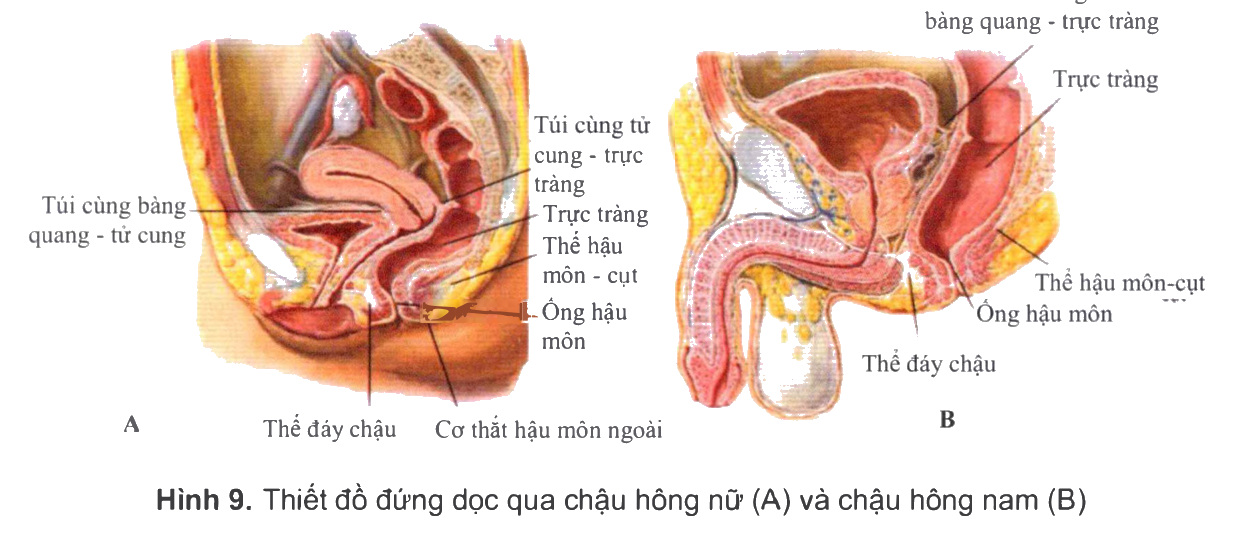 bàng quang - trực tràng
Trực tràng
Túi cùng tử
cung - trực
tràng
Túi cùng bàng
quang - tử cung
Trực tràng
Thể hậu
môn - cụt
Ống hậu
môn
Thể hậu môn-cụt
Ống hậu môn
Thể đáy chậu
A
Thể đáy chậu
Cơ thắt hậu môn ngoài
B
Hình 9. Thiết đồ đứng dọc qua chậu hông nữ (A) và chậu hông nam (B)